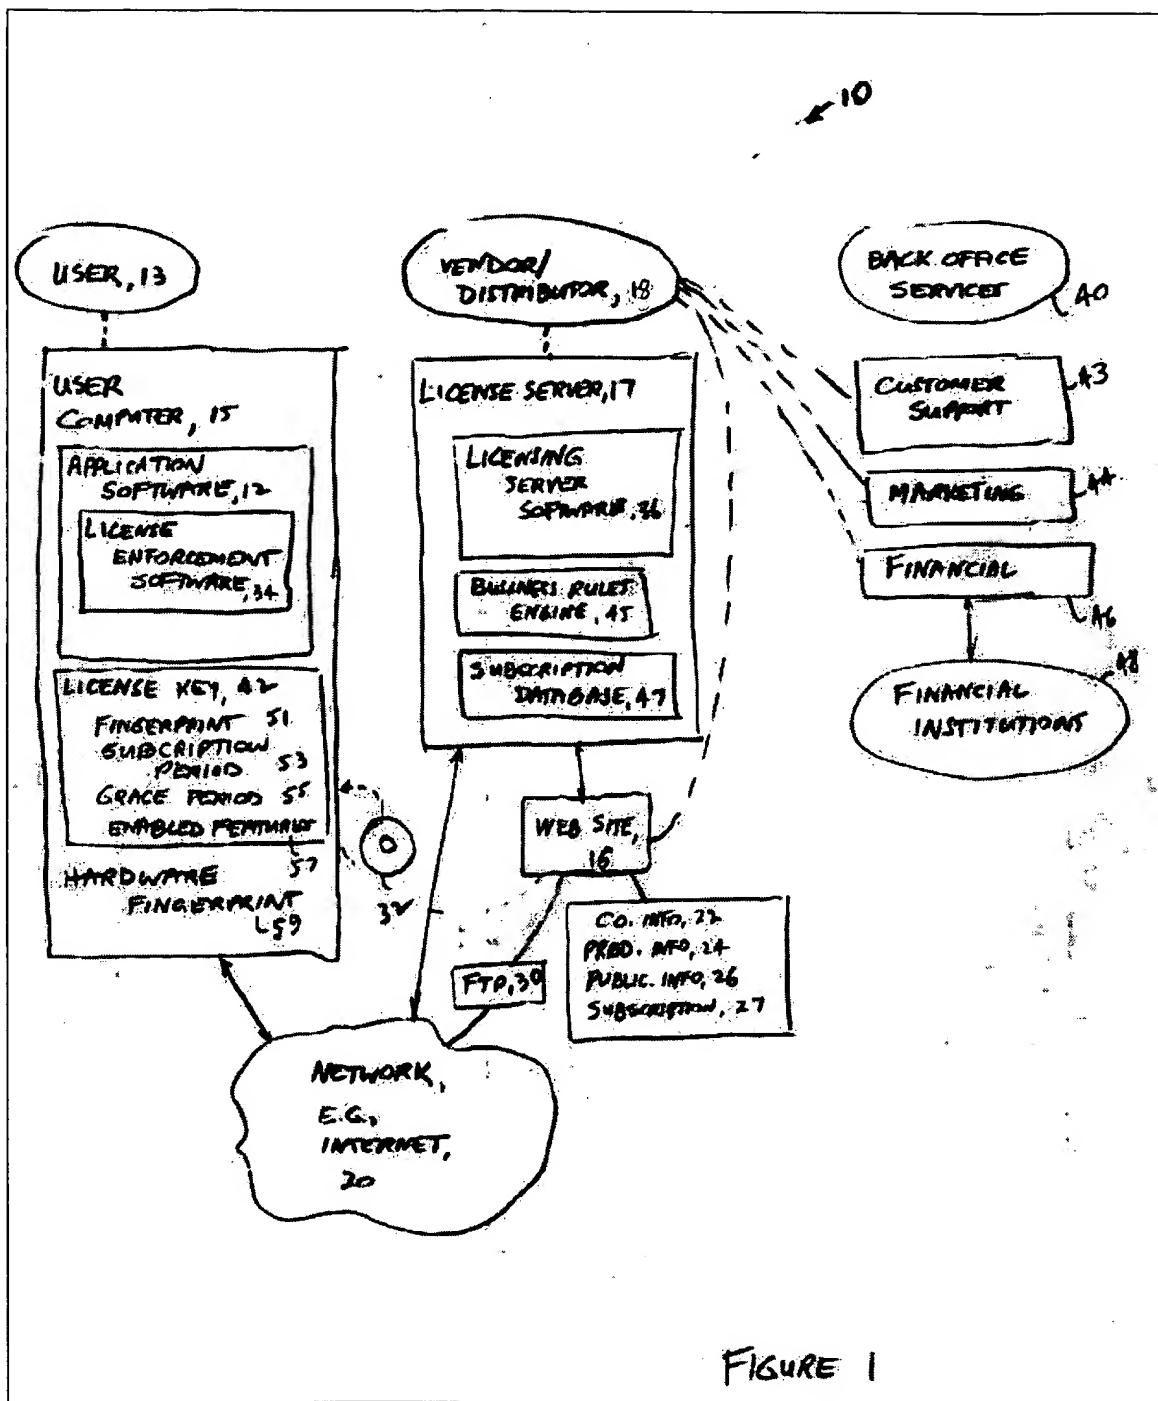 10
USER, 13
VENDOR/
DISTRIBUTOR, 18
BACK OFFICE
SERVICES
40
USER
COMPUTER, 15
APPLICATION
SOFTWARE, 12
LICENSE
ENFORCEMENT
SOFTWARE, 34
LICENSE KEY, 42
FINGERPRINT 51
SUBSCRIPTION
PERIOD 53
GRACE PERIOD 55
ENABLED FEATURES
57
HARDWARE
FINGERPRINT
59
32
LICENSE SERVER, 17
LICENSING
SERVER
SOFTWARE, 36
BUSINESS RULES
ENGINE, 45
SUBSCRIPTION
DATABASE, 47
WEB SITE,
16
CO. INFO, 22
PROD. INFO, 24
PUBLIC. INFO, 26
SUBSCRIPTION, 27
FTP, 30
NETWORK,
E.G.,
INTERNET,
20
CUSTOMER
SUPPORT
43
MARKETING
44
FINANCIAL
46
FINANCIAL
INSTITUTIONS
48
FIGURE 1